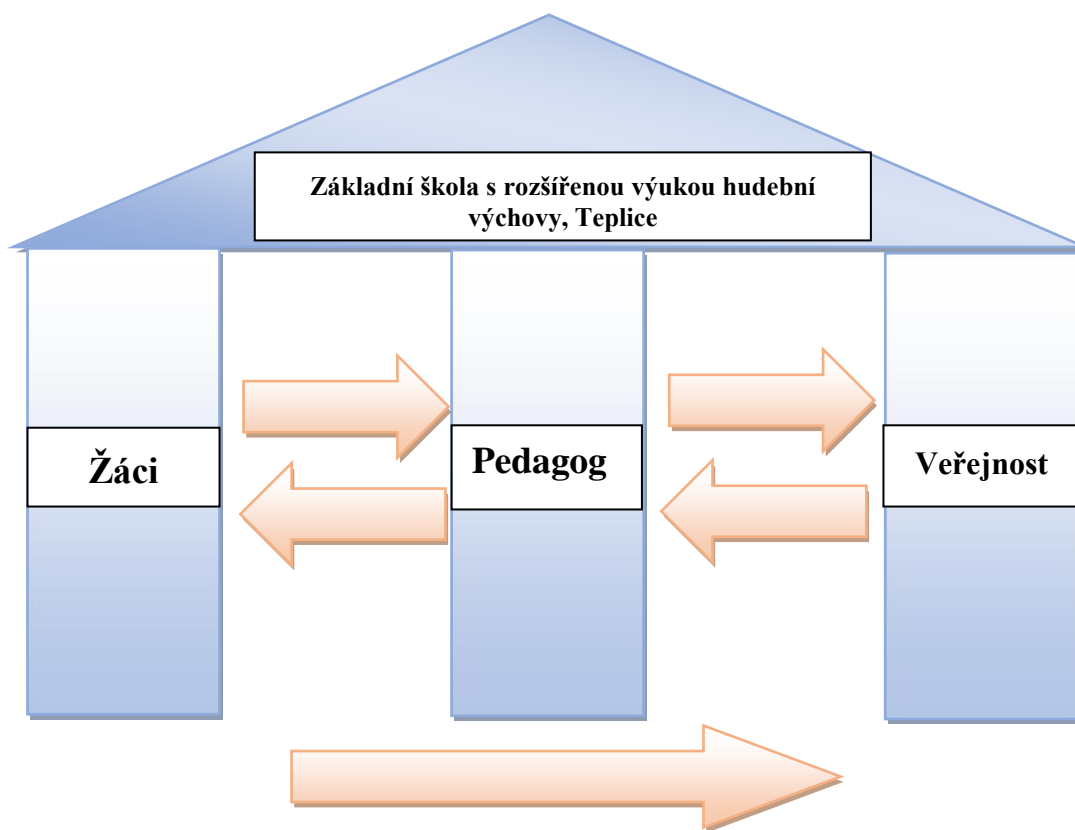 Základní škola s rozšířenou výukou hudební
výchovy, Teplice
Žáci
Pedagog
Veřejnost